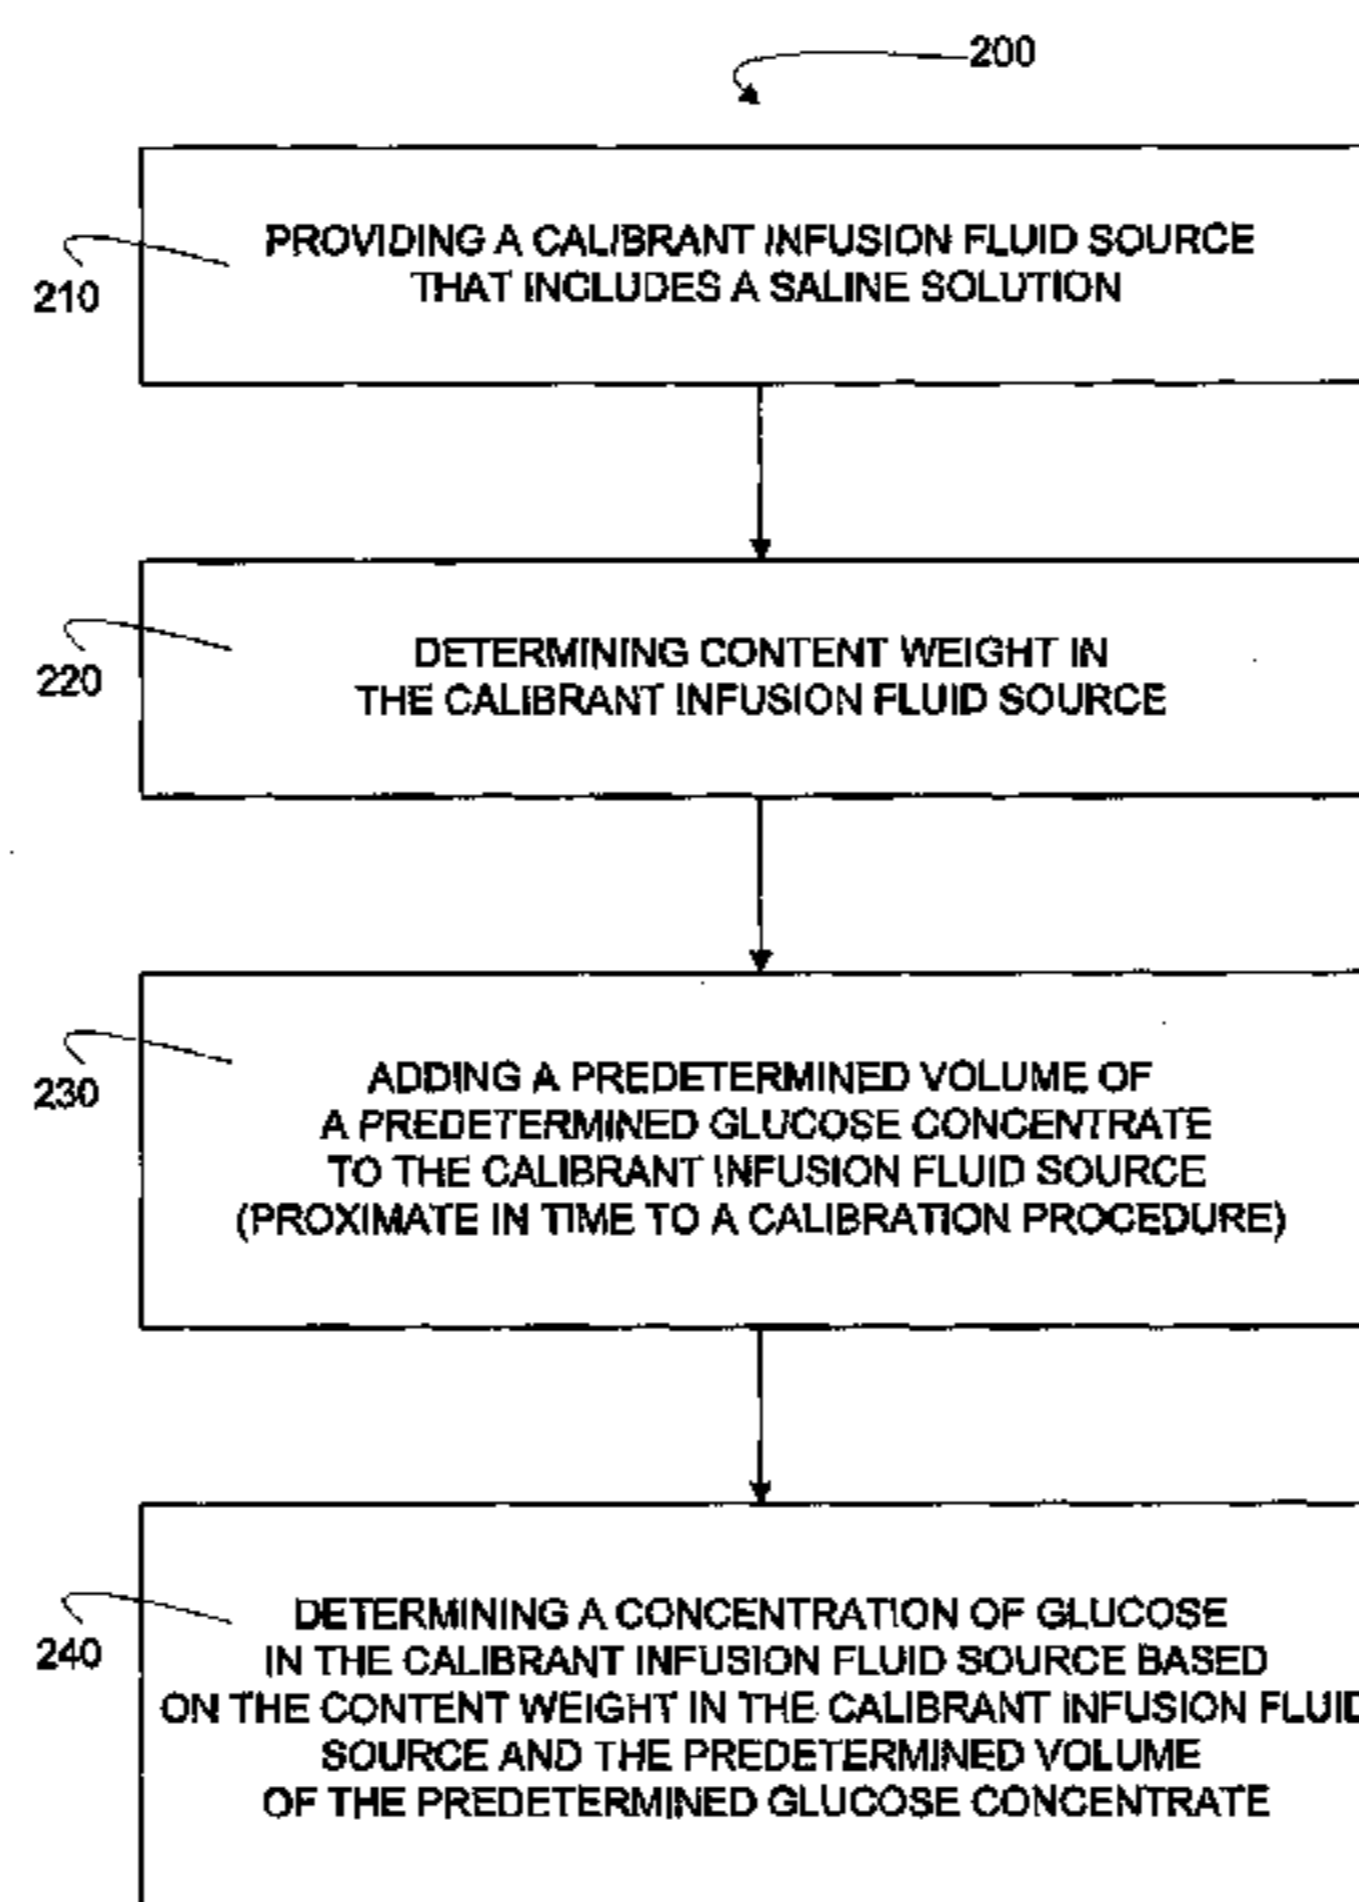 200
210
PROVIDING A CALIBRANT INFUSION FLUID SOURCE
THAT INCLUDES A SALINE SOLUTION
220
DETERMINING CONTENT WEIGHT IN
THE CALIBRANT INFUSION FLUID SOURCE
230
ADDING A PREDETERMINED VOLUME OF
A PREDETERMINED GLUCOSE CONCENTRATE
TO THE CALIBRANT INFUSION FLUID SOURCE
(PROXIMATE IN TIME TO A CALIBRATION PROCEDURE)
240
DETERMINING A CONCENTRATION OF GLUCOSE
IN THE CALIBRANT INFUSION FLUID SOURCE BASED
ON THE CONTENT WEIGHT IN THE CALIBRANT INFUSION FLUID
SOURCE AND THE PREDETERMINED VOLUME
OF THE PREDETERMINED GLUCOSE CONCENTRATE